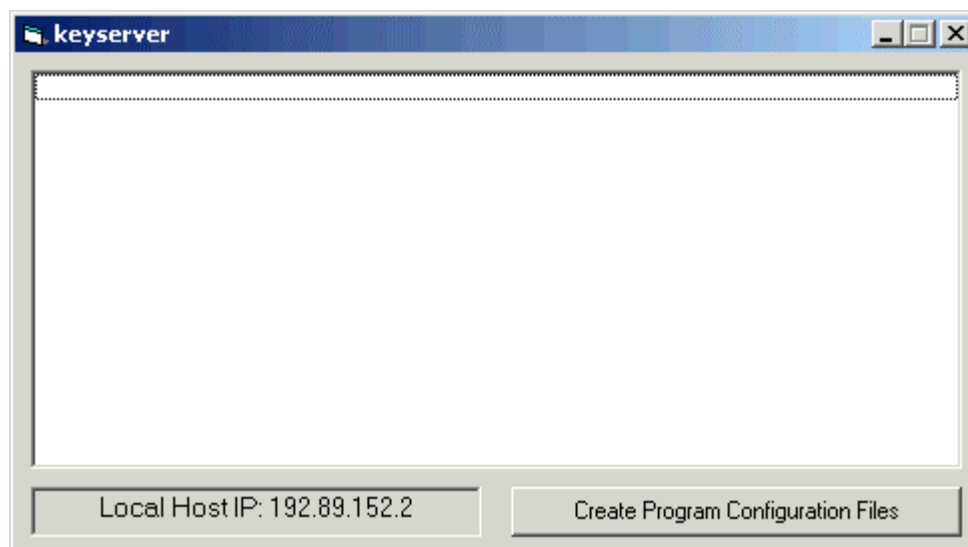 keyserver
Local Host IP: 192.89.152.2
Create Program Configuration Files